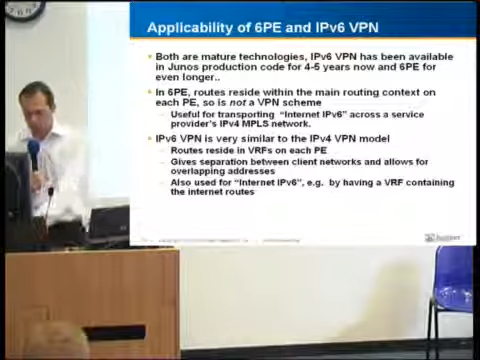 Applicability of 6PE and IPv6 VPN
Both are mature technologies, IPv6 VPN has been available
in Junos production code for 4-5 years now and 6PE for
even longer..
In 6PE, routes reside within the main routing context on
each PE, so is not a VPN scheme
Useful for transporting "Internet IPv6" across a service
provider's IPv4 MPLS network.
IPv6 VPN is very similar to the IPv4 VPN model
Routes reside in VRFs on each PE
Gives separation between client networks and allows for
overlapping addresses
Also used for "Internet IPv6", e.g. by having a VRF containing
the internet routes